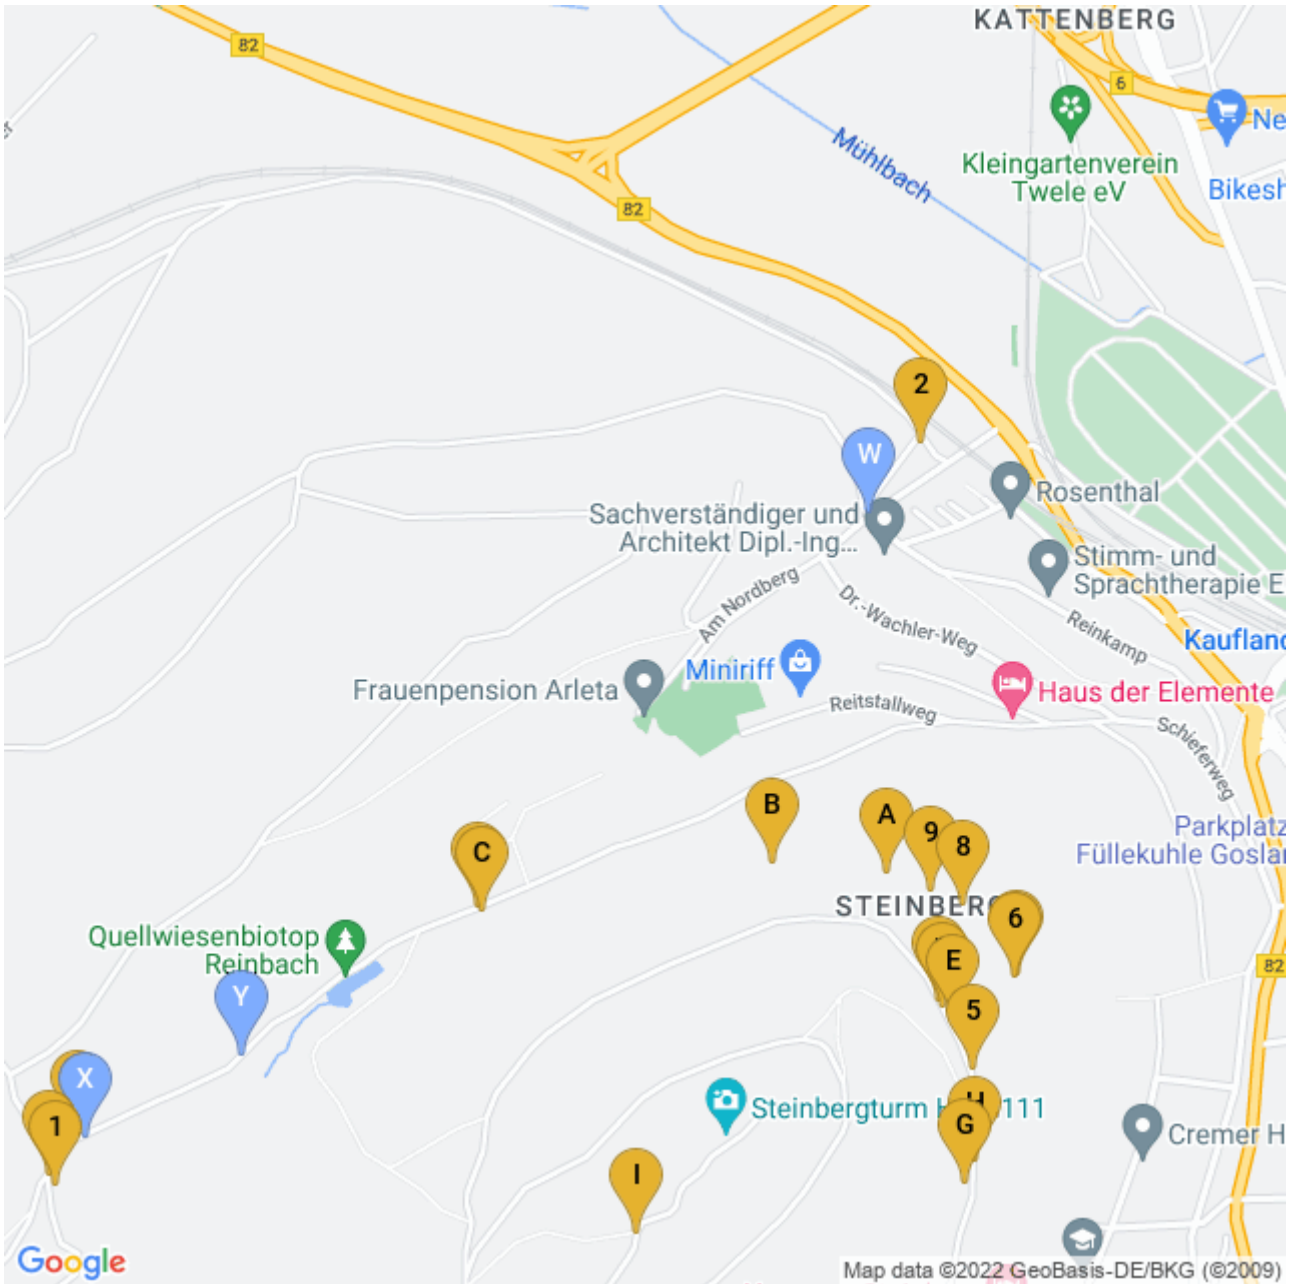 KATTENBERG
82
6
Ne
Mühlbach
Kleingartenverein
Twele eV
Bikesh
82
2
W
Rosenthal
Sachverständiger und
Architekt Dipl.-Ing...
Stimm- und
Sprachtherapie E
Am Nordberg
Dr.-Wachler-Weg
Reinkamp
Kaufland
Miniriff
Frauenpension Arleta
Haus der Elemente
Reitstallweg
Schieferweg
B
A
9
8
Parkplatz
Füllekuhle Goslar
C
STEINBERG
6
Quellwiesenbiotop
Reinbach
E
82
Y
5
X
H
Steinbergturm H
111
1
G
Cremer H
I
Google
Map data ©2022 GeoBasis-DE/BKG (©2009)